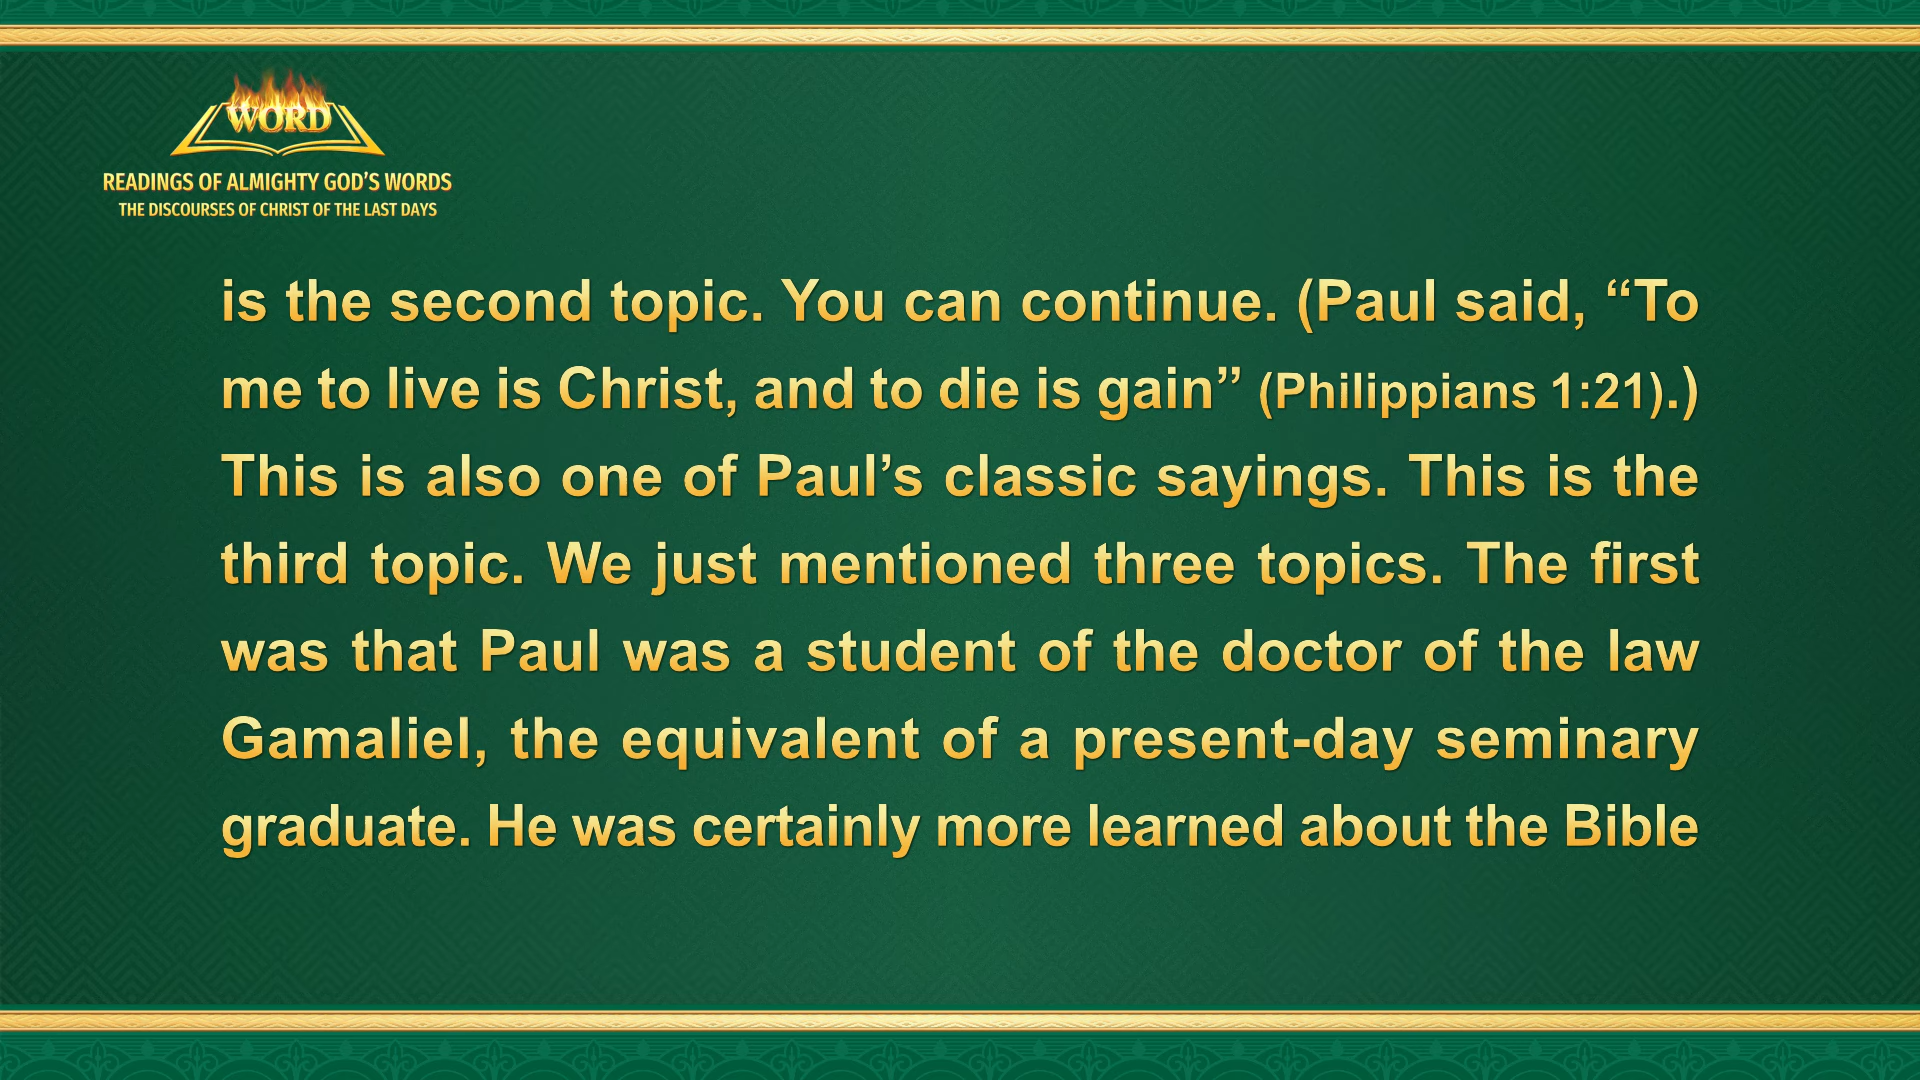 WORD
READINGS OF ALMIGHTY GOD’S WORDS
THE DISCOURSES OF CHRIST OF THE LAST DAYS
is the second topic. You can continue. (Paul said, “To
me to live is Christ, and to die is gain” (Philippians 1:21).)
This is also one of Paul’s classic sayings. This is the
third topic. We just mentioned three topics. The first
was that Paul was a student of the doctor of the law
Gamaliel, the equivalent of a present-day seminary
graduate. He was certainly more learned about the Bible